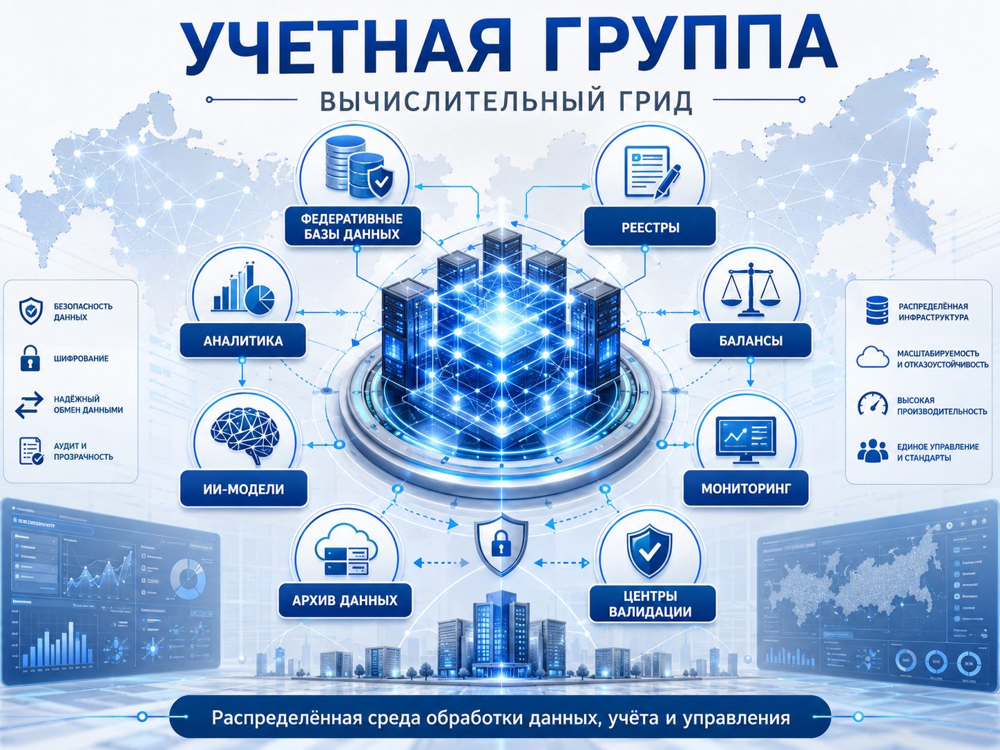 УЧЕТНАЯ ГРУППА
ВЫЧИСЛИТЕЛЬНЫЙ ГРИД
ФЕДЕРАТИВНЫЕ
БАЗЫ ДАННЫХ
РЕЕСТРЫ
АНАЛИТИКА
БАЛАНСЫ
ИИ-МОДЕЛИ
МОНИТОРИНГ
АРХИВ ДАННЫХ
ЦЕНТРЫ
ВАЛИДАЦИИ
БЕЗОПАСНОСТЬ
ДАННЫХ
ШИФРОВАНИЕ
НАДЁЖНЫЙ
ОБМЕН ДАННЫМИ
АУДИТ И
ПРОЗРАЧНОСТЬ
РАСПРЕДЕЛЁННАЯ
ИНФРАСТРУКТУРА
МАСШТАБИРУЕМОСТЬ
И ОТКАЗОУСТОЙЧИВОСТЬ
ВЫСОКАЯ
ПРОИЗВОДИТЕЛЬНОСТЬ
ЕДИНОЕ УПРАВЛЕНИЕ
И СТАНДАРТЫ
Распределённая среда обработки данных, учёта и управления